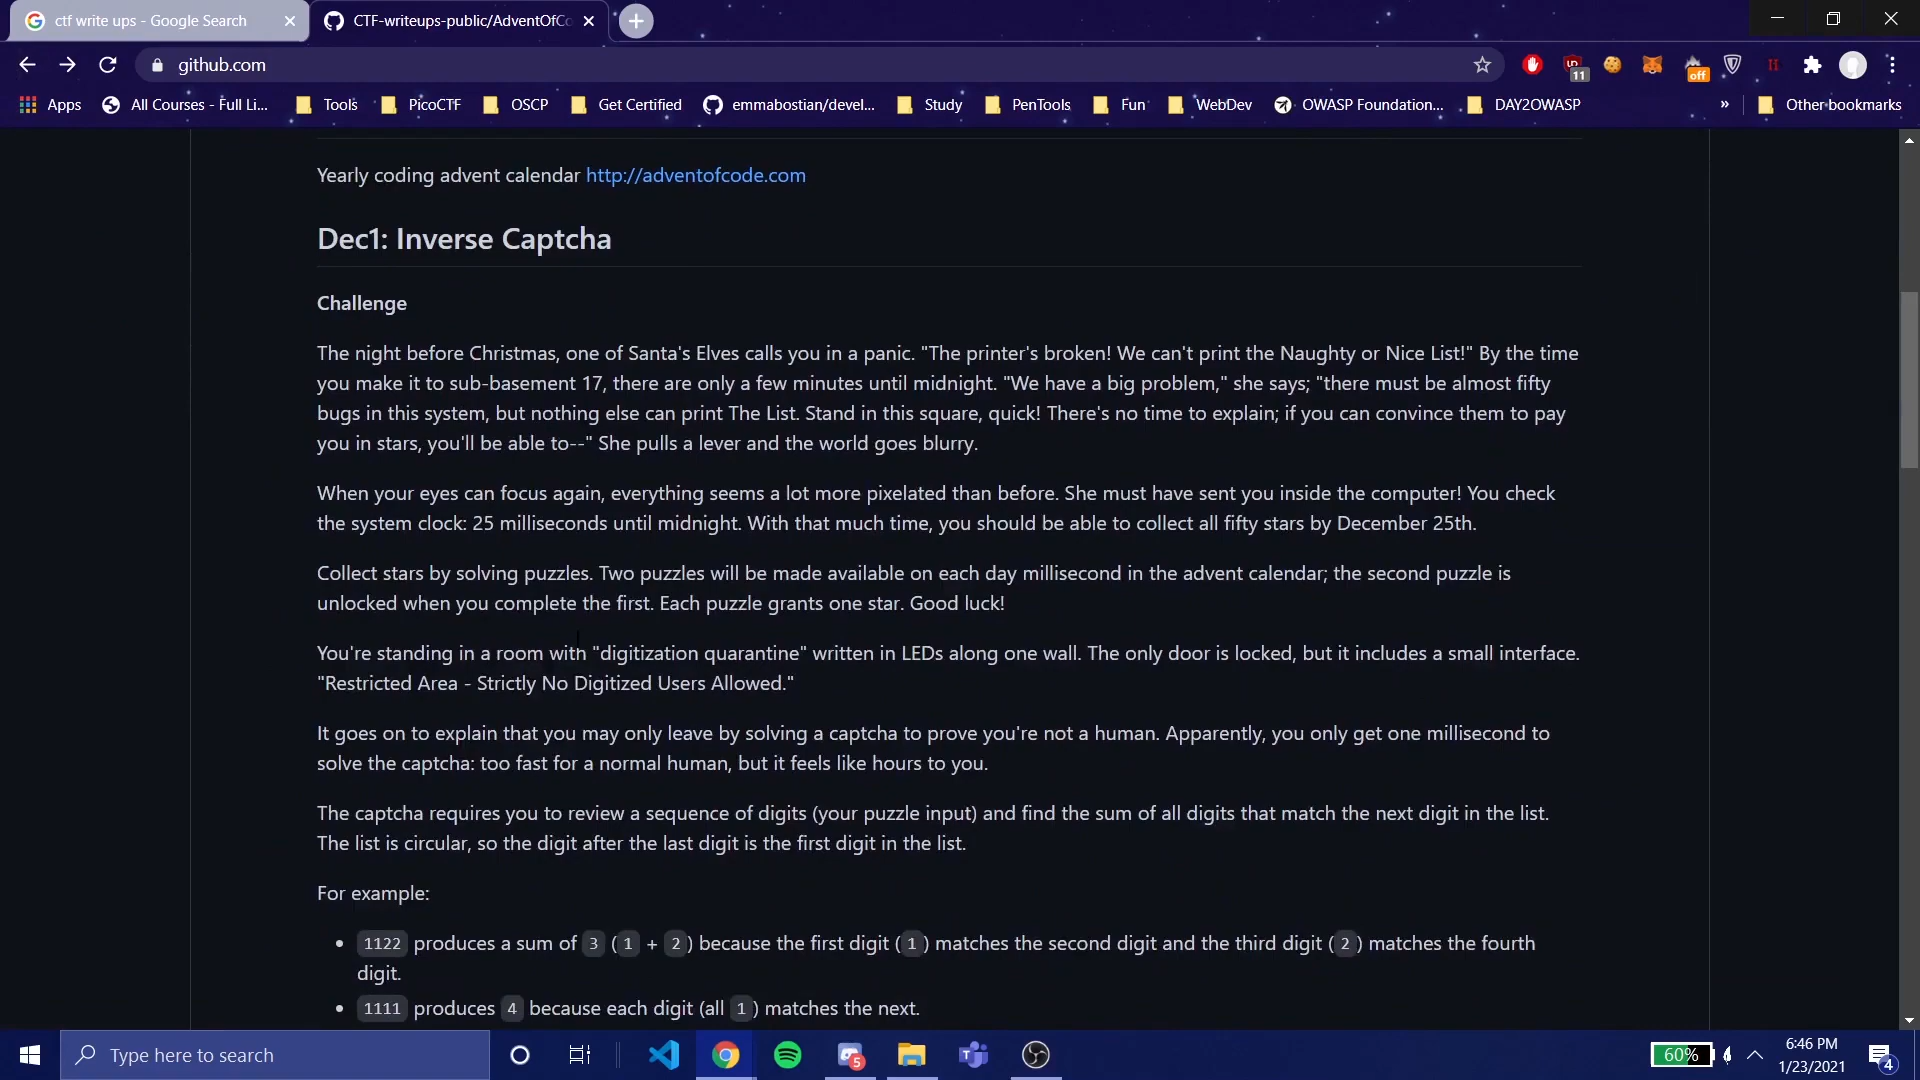 ctf write ups - Google Search
CTF-writeups-public/AdventOfCo
github.com
11
off
Apps
All Courses - Full Li...
Tools
PicoCTF
OSCP
Get Certified
emmabostian/devel...
Study
PenTools
Fun
WebDev
OWASP Foundation...
DAY2OWASP
»
Other bookmarks
Yearly coding advent calendar http://adventofcode.com
Dec1: Inverse Captcha
Challenge
The night before Christmas, one of Santa's Elves calls you in a panic. "The printer's broken! We can't print the Naughty or Nice List!" By the time
you make it to sub-basement 17, there are only a few minutes until midnight. "We have a big problem," she says; "there must be almost fifty
bugs in this system, but nothing else can print The List. Stand in this square, quick! There's no time to explain; if you can convince them to pay
you in stars, you'll be able to--" She pulls a lever and the world goes blurry.
When your eyes can focus again, everything seems a lot more pixelated than before. She must have sent you inside the computer! You check
the system clock: 25 milliseconds until midnight. With that much time, you should be able to collect all fifty stars by December 25th.
Collect stars by solving puzzles. Two puzzles will be made available on each day millisecond in the advent calendar; the second puzzle is
unlocked when you complete the first. Each puzzle grants one star. Good luck!
You're standing in a room with "digitization quarantine" written in LEDs along one wall. The only door is locked, but it includes a small interface.
"Restricted Area - Strictly No Digitized Users Allowed."
It goes on to explain that you may only leave by solving a captcha to prove you're not a human. Apparently, you only get one millisecond to
solve the captcha: too fast for a normal human, but it feels like hours to you.
The captcha requires you to review a sequence of digits (your puzzle input) and find the sum of all digits that match the next digit in the list.
The list is circular, so the digit after the last digit is the first digit in the list.
For example:
• 1122 produces a sum of 3 (1 + 2) because the first digit (1) matches the second digit and the third digit (2) matches the fourth
digit.
• 1111 produces 4 because each digit (all 1) matches the next.
Type here to search
5
60%
6:46 PM
1/23/2021
4